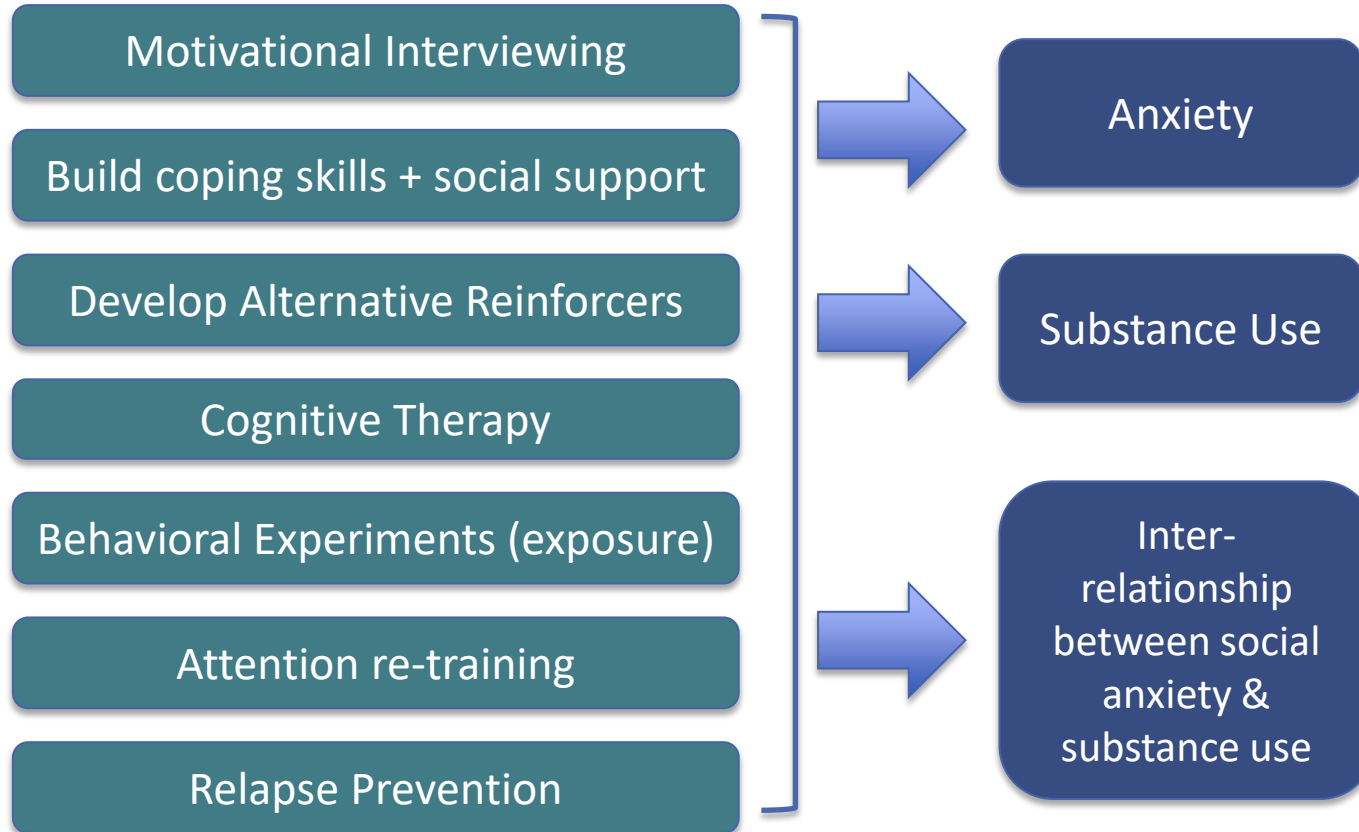 Motivational Interviewing
Build coping skills + social support
Develop Alternative Reinforcers
Cognitive Therapy
Behavioral Experiments (exposure)
Attention re-training
Relapse Prevention
Anxiety
Substance Use
Inter-
relationship
between social
anxiety &
substance use